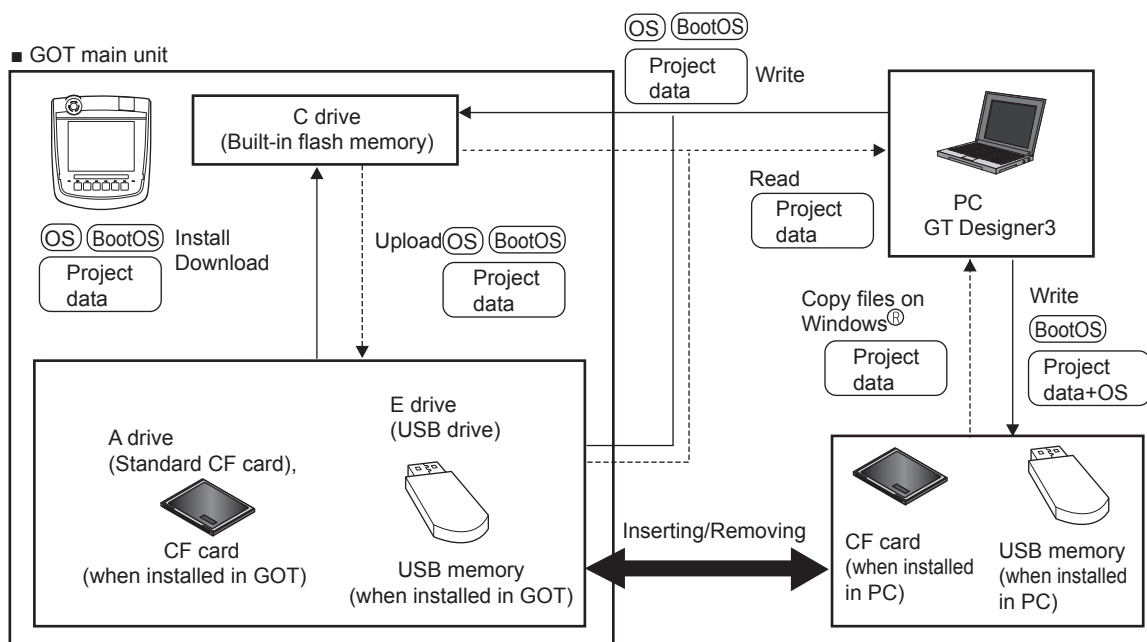 ■ GOT main unit
OS BootOS
Project
data
Write
C drive
(Built-in flash memory)
OS BootOS
Install
Download
Project
data
Upload
OS BootOS
Project
data
Read
Project
data
PC
GT Designer3
Copy files on
Windows®
Project
data
Write
BootOS
Project
data+OS
A drive
(Standard CF card),
CF card
(when installed in GOT)
E drive
(USB drive)
USB memory
(when installed in GOT)
Inserting/Removing
CF card
(when installed
in PC)
USB memory
(when installed
in PC)